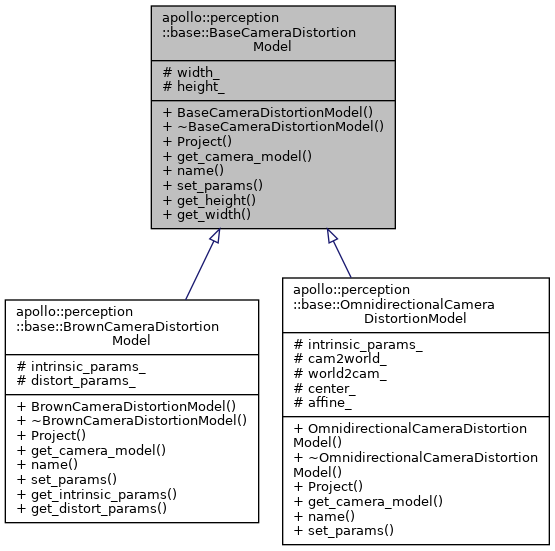 apollo::perception
::base::BaseCameraDistortion
Model
# width_
# height_
+ BaseCameraDistortionModel()
+ ~BaseCameraDistortionModel()
+ Project()
+ get_camera_model()
+ name()
+ set_params()
+ get_height()
+ get_width()
apollo::perception
::base::BrownCameraDistortion
Model
# intrinsic_params_
# distort_params_
+ BrownCameraDistortionModel()
+ ~BrownCameraDistortionModel()
+ Project()
+ get_camera_model()
+ name()
+ set_params()
+ get_intrinsic_params()
+ get_distort_params()
apollo::perception
::base::OmnidirectionalCamera
DistortionModel
# intrinsic_params_
# cam2world_
# world2cam_
# center_
# affine_
+ OmnidirectionalCameraDistortion
Model()
+ ~OmnidirectionalCameraDistortion
Model()
+ Project()
+ get_camera_model()
+ name()
+ set_params()